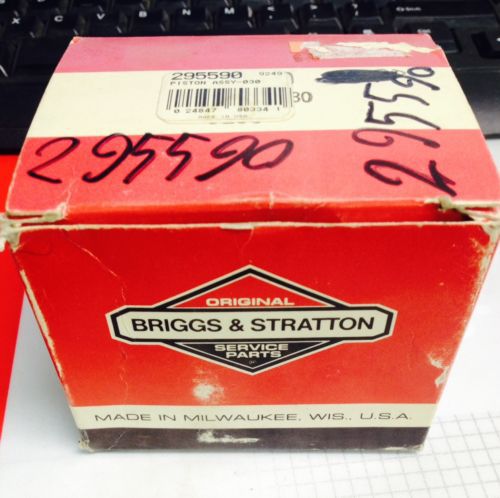 295590 9249
PISTON ASSY-030
30
0 24847 80334 1
MADE IN USA
295590
295590
ORIGINAL
BRIGGS & STRATTON
SERVICE
PARTS
MADE IN MILWAUKEE, WIS., U.S.A.